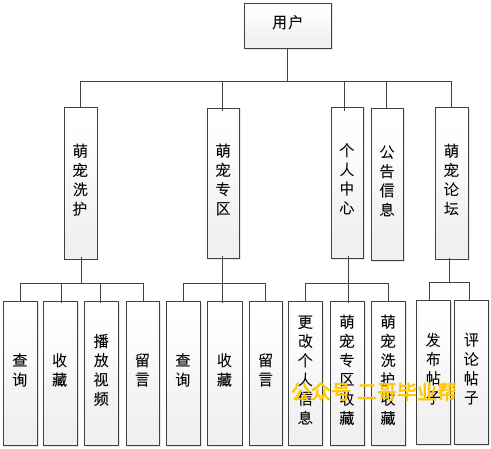 用户
萌宠洗护
萌宠专区
个人中心
公告信息
萌宠论坛
查询
收藏
播放视频
留言
查询
收藏
留言
更改个人信息
萌宠专区收藏
萌宠洗护收藏
发布帖子
评论帖子
公众号 二哥毕业帮